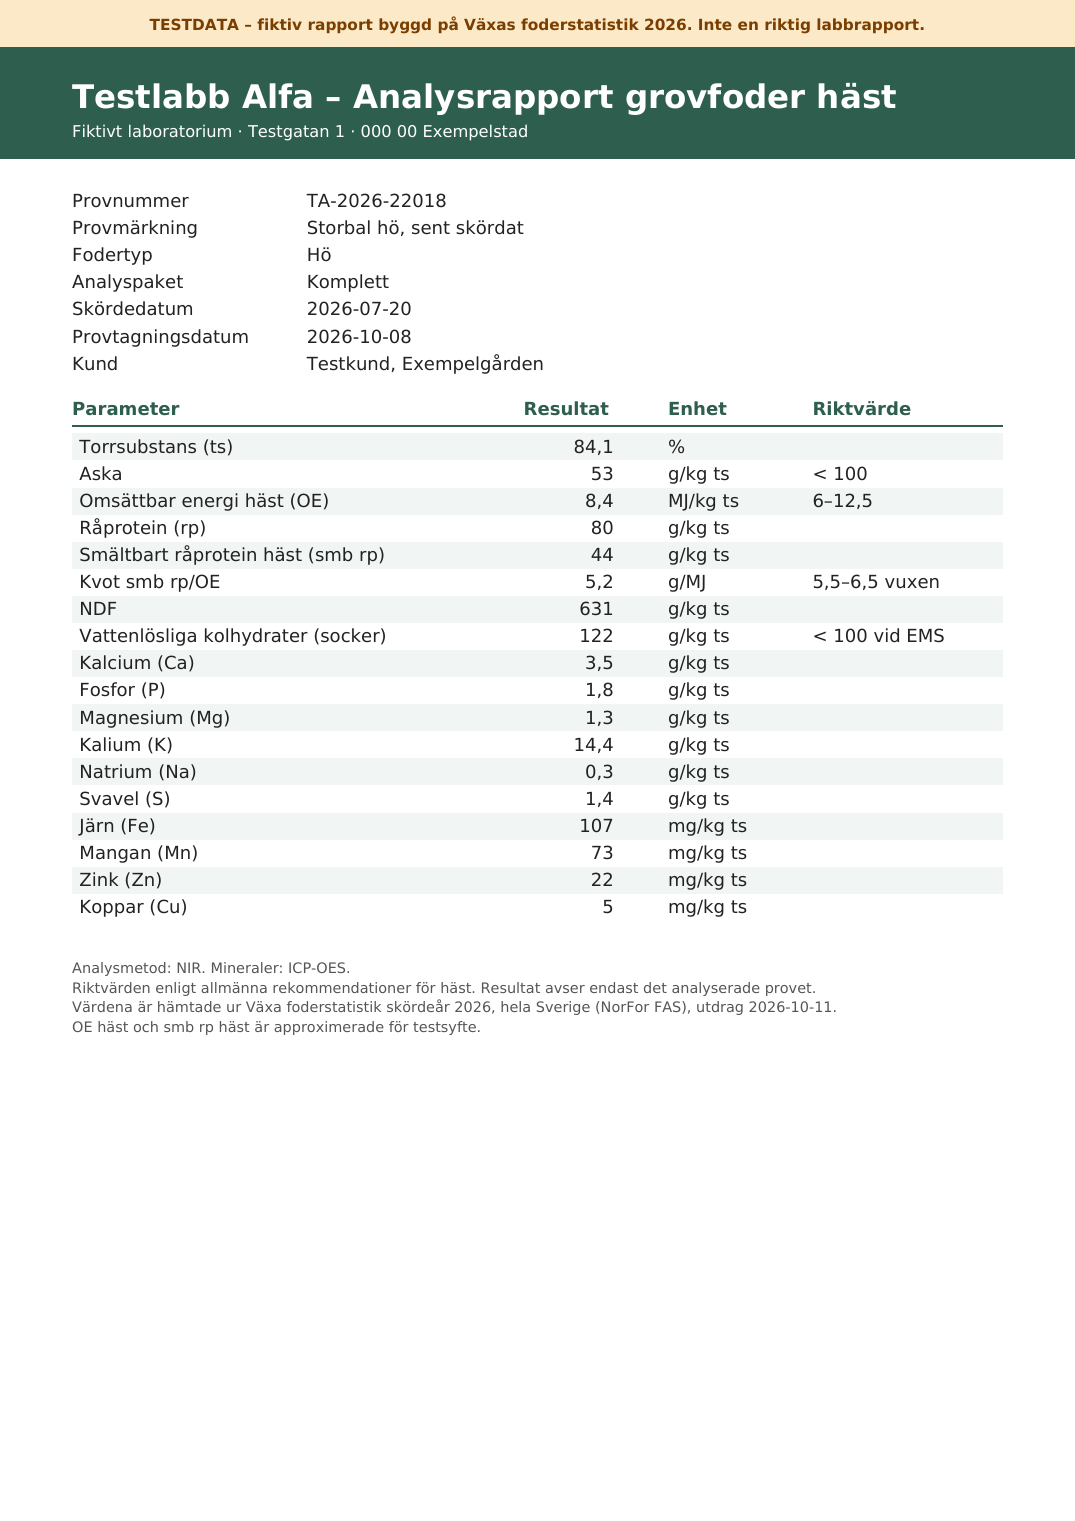 TESTDATA – fiktiv rapport byggd på Växas foderstatistik 2026. Inte en riktig labbrapport.
Testlabb Alfa – Analysrapport grovfoder häst
Fiktivt laboratorium · Testgatan 1 · 000 00 Exempelstad
Provnummer TA-2026-22018
Provmärkning Storbal hö, sent skördat
Fodertyp Hö
Analyspaket Komplett
Skördedatum 2026-07-20
Provtagningsdatum 2026-10-08
Kund Testkund, Exempelgården
Parameter Resultat Enhet Riktvärde
Torrsubstans (ts) 84,1 %
Aska 53 g/kg ts < 100
Omsättbar energi häst (OE) 8,4 MJ/kg ts 6–12,5
Råprotein (rp) 80 g/kg ts
Smältbart råprotein häst (smb rp) 44 g/kg ts
Kvot smb rp/OE 5,2 g/MJ 5,5–6,5 vuxen
NDF 631 g/kg ts
Vattenlösliga kolhydrater (socker) 122 g/kg ts < 100 vid EMS
Kalcium (Ca) 3,5 g/kg ts
Fosfor (P) 1,8 g/kg ts
Magnesium (Mg) 1,3 g/kg ts
Kalium (K) 14,4 g/kg ts
Natrium (Na) 0,3 g/kg ts
Svavel (S) 1,4 g/kg ts
Järn (Fe) 107 mg/kg ts
Mangan (Mn) 73 mg/kg ts
Zink (Zn) 22 mg/kg ts
Koppar (Cu) 5 mg/kg ts
Analysmetod: NIR. Mineraler: ICP-OES.
Riktvärden enligt allmänna rekommendationer för häst. Resultat avser endast det analyserade provet.
Värdena är hämtade ur Växa foderstatistik skördeår 2026, hela Sverige (NorFor FAS), utdrag 2026-10-11.
OE häst och smb rp häst är approximerade för testsyfte.